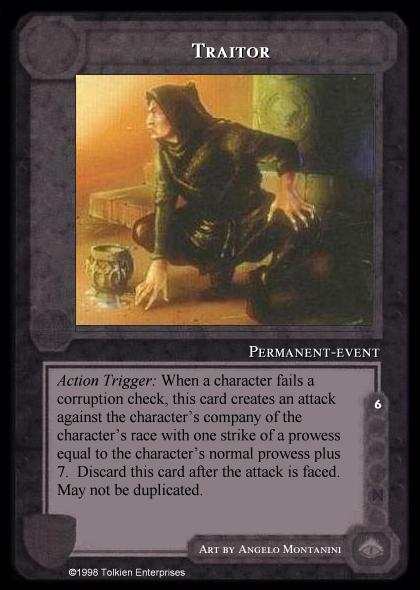 TRAITOR
PERMANENT-EVENT
Action Trigger: When a character fails a
corruption check, this card creates an attack
against the character's company of the
character's race with one strike of a prowess
equal to the character's normal prowess plus
7. Discard this card after the attack is faced.
May not be duplicated.
6
N
ART BY ANGELO MONTANINI
©1998 Tolkien Enterprises